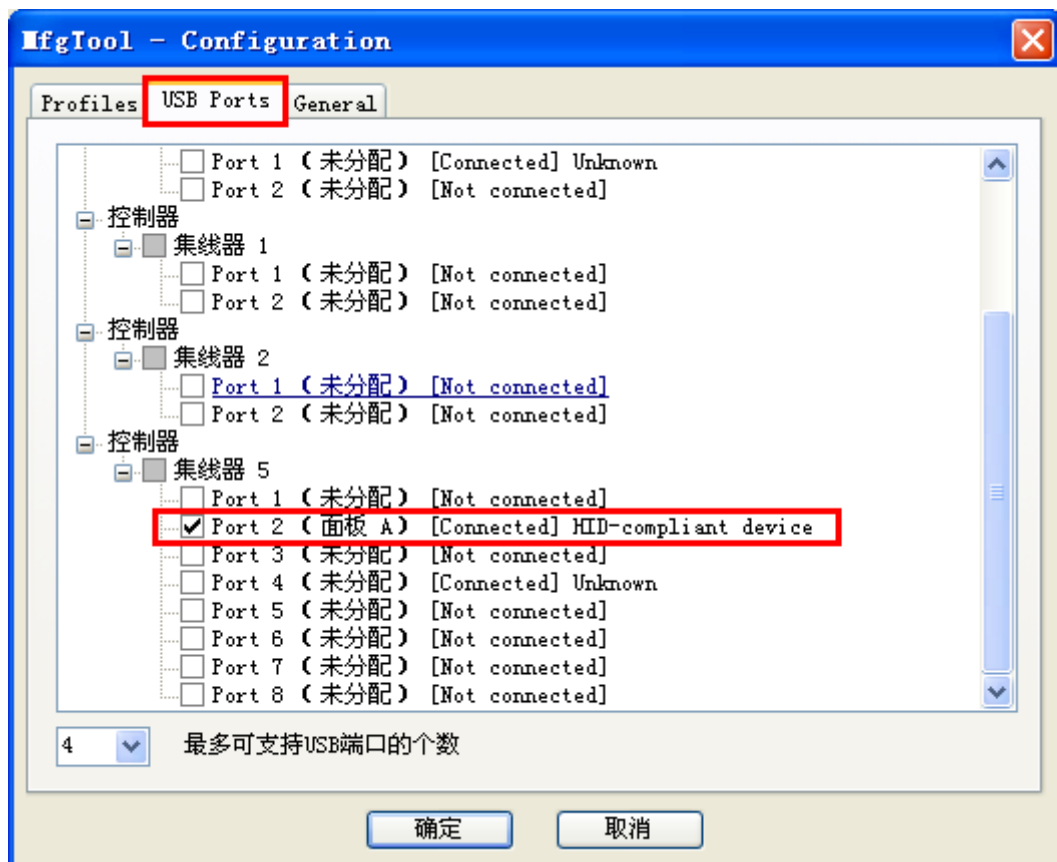 MfgTool - Configuration
Profiles USB Ports General
Port 1 (未分配) [Connected] Unknown
Port 2 (未分配) [Not connected]
控制器
集线器 1
Port 1 (未分配) [Not connected]
Port 2 (未分配) [Not connected]
控制器
集线器 2
Port 1 (未分配) [Not connected]
Port 2 (未分配) [Not connected]
控制器
集线器 5
Port 1 (未分配) [Not connected]
Port 2 (面板 A) [Connected] HID-compliant device
Port 3 (未分配) [Not connected]
Port 4 (未分配) [Connected] Unknown
Port 5 (未分配) [Not connected]
Port 6 (未分配) [Not connected]
Port 7 (未分配) [Not connected]
Port 8 (未分配) [Not connected]
4 最多可支持USB端口的个数
确定 取消